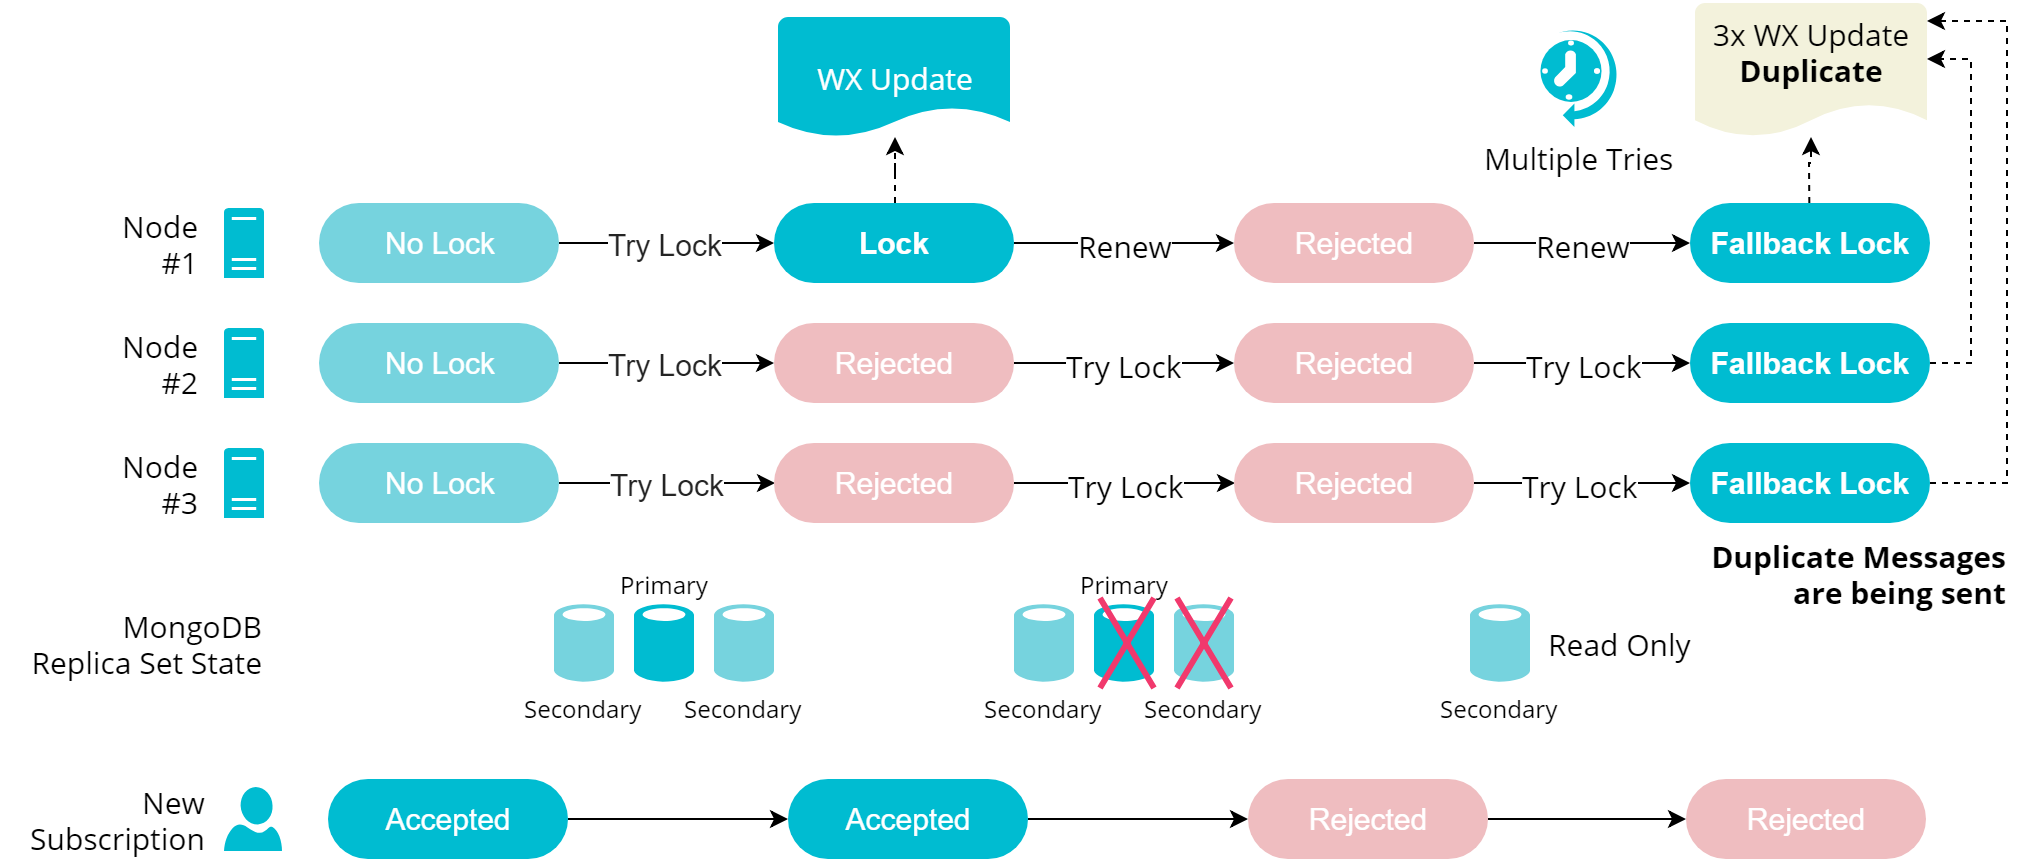 WX Update
3x WX Update
Duplicate
Multiple Tries
Node
#1
No Lock
Try Lock
Lock
Renew
Rejected
Renew
Fallback Lock
Node
#2
No Lock
Try Lock
Rejected
Try Lock
Rejected
Try Lock
Fallback Lock
Node
#3
No Lock
Try Lock
Rejected
Try Lock
Rejected
Try Lock
Fallback Lock
Duplicate Messages
are being sent
MongoDB
Replica Set State
Primary
Secondary
Secondary
Primary
Secondary
Secondary
Read Only
Secondary
New
Subscription
Accepted
Accepted
Rejected
Rejected